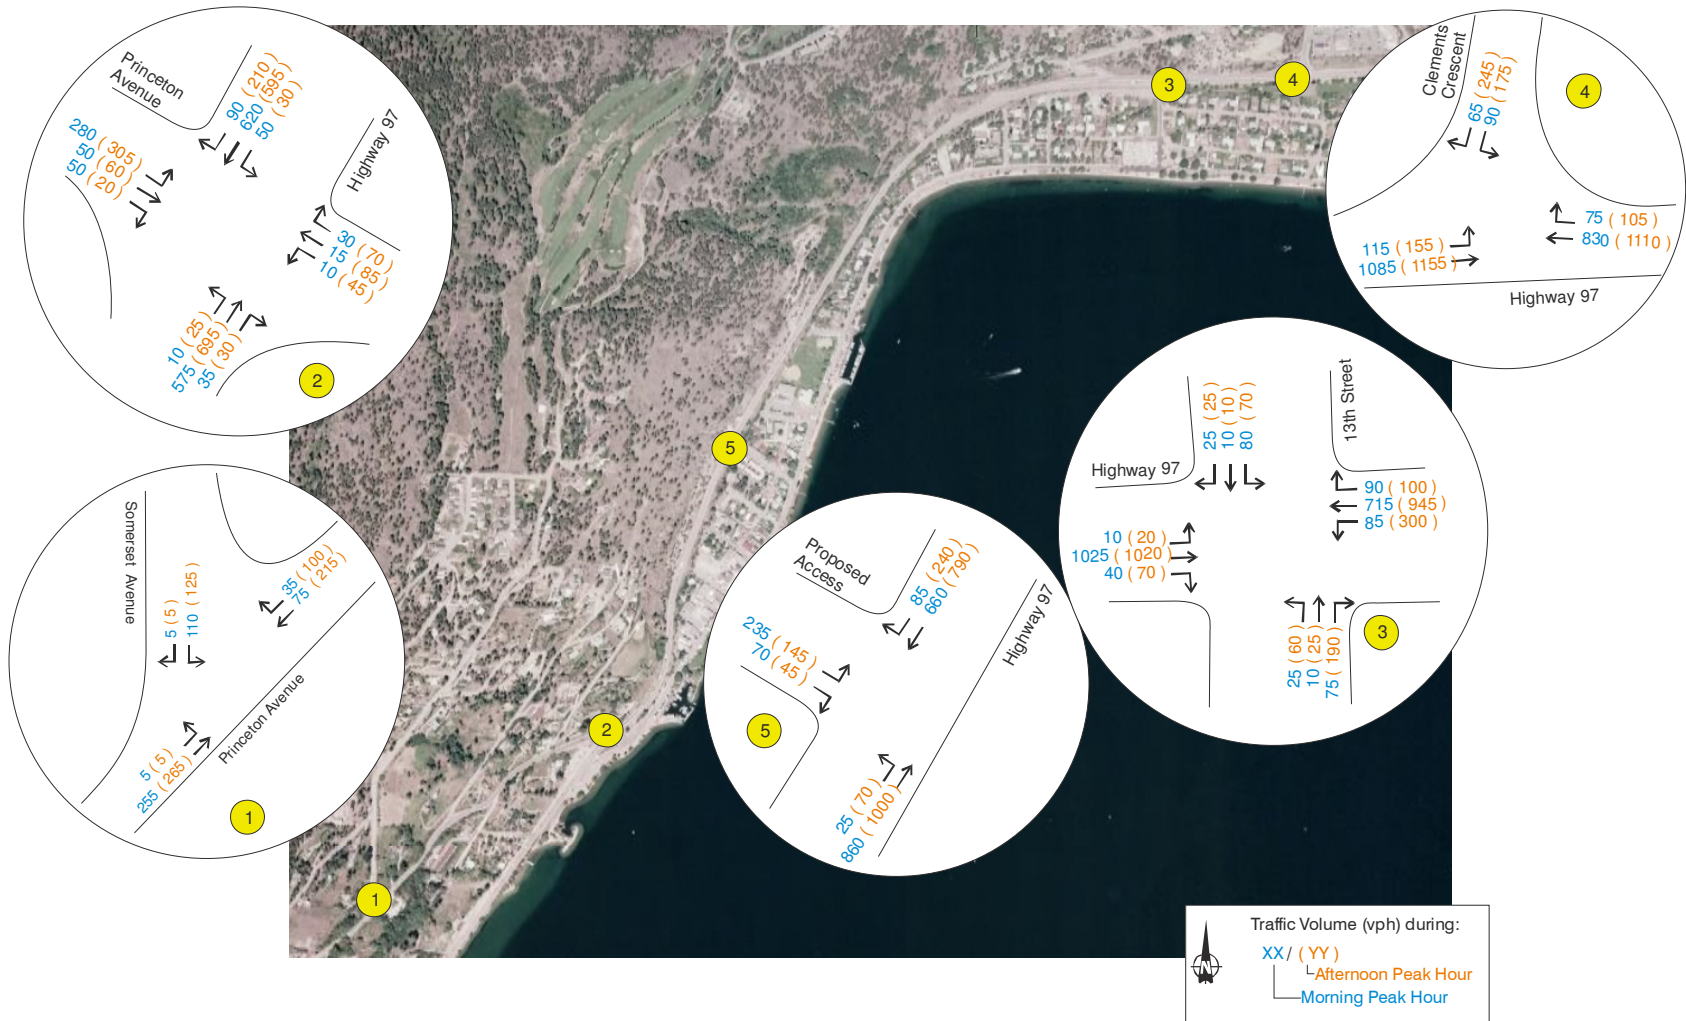 Princeton
Avenue
90 ( 210 )
620 ( 595 )
50 ( 30 )
280 ( 305 )
50 ( 60 )
50 ( 20 )
Highway 97
30 ( 70 )
15 ( 85 )
10 ( 45 )
10 ( 25 )
575 ( 695 )
35 ( 30 )
2
Clements
Crescent
65 ( 245 )
90 ( 175 )
4
75 ( 105 )
830 ( 1110 )
115 ( 155 )
1085 ( 1155 )
Highway 97
3
4
5
2
1
13th Street
25 ( 25 )
10 ( 10 )
80 ( 70 )
Highway 97
90 ( 100 )
715 ( 945 )
85 ( 300 )
10 ( 20 )
1025 ( 1020 )
40 ( 70 )
25 ( 60 )
10 ( 25 )
75 ( 190 )
3
Somerset Avenue
5 ( 5 )
110 ( 125 )
35 ( 100 )
75 ( 215 )
5 ( 5 )
255 ( 265 )
Princeton Avenue
1
Proposed
Access
85 ( 240 )
660 ( 790 )
235 ( 145 )
70 ( 45 )
Highway 97
25 ( 70 )
860 ( 1000 )
5
Traffic Volume (vph) during:
XX / ( YY )
Afternoon Peak Hour
Morning Peak Hour
N